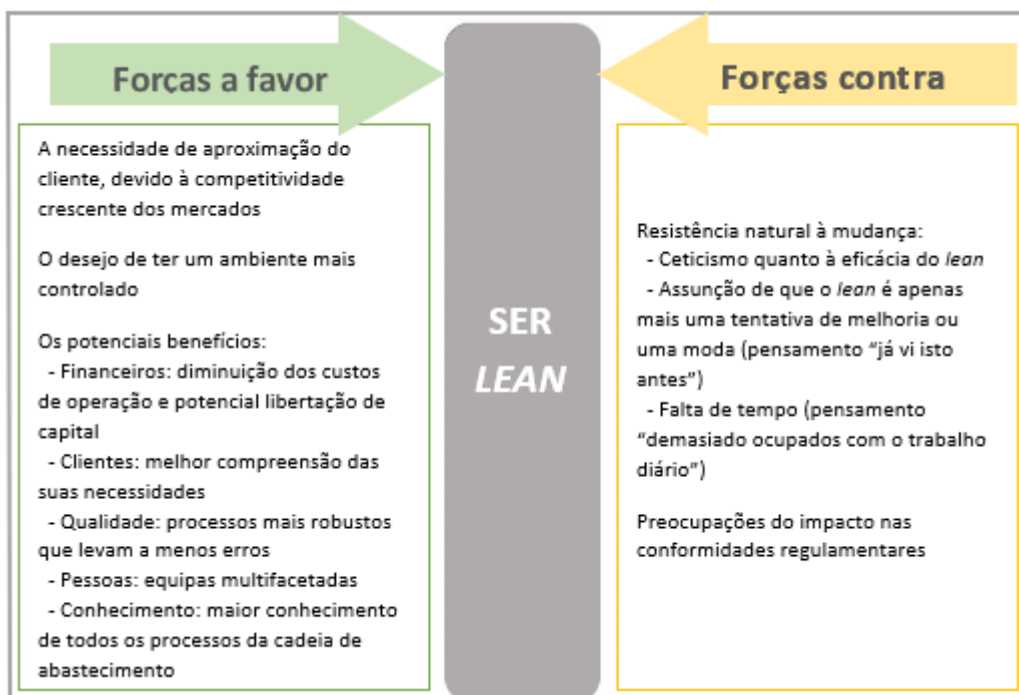 Forças a favor
A necessidade de aproximação do
cliente, devido à competitividade
crescente dos mercados
O desejo de ter um ambiente mais
controlado
Os potenciais benefícios:
- Financeiros: diminuição dos custos
de operação e potencial libertação de
capital
- Clientes: melhor compreensão das
suas necessidades
- Qualidade: processos mais robustos
que levam a menos erros
- Pessoas: equipas multifacetadas
- Conhecimento: maior conhecimento
de todos os processos da cadeia de
abastecimento
SER
LEAN
Forças contra
Resistência natural à mudança:
- Ceticismo quanto à eficácia do lean
- Assunção de que o lean é apenas
mais uma tentativa de melhoria ou
uma moda (pensamento “já vi isto
antes”)
- Falta de tempo (pensamento
“demasiado ocupados com o trabalho
diário”)
Preocupações do impacto nas
conformidades regulamentares